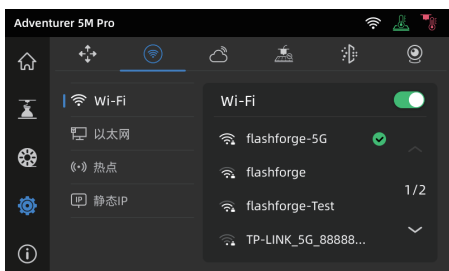 Adventurer 5M Pro
Wi-Fi
以太网
热点
IP 静态IP
Wi-Fi
flashforge-5G
flashforge
1/2
flashforge-Test
TP-LINK_5G_88888...